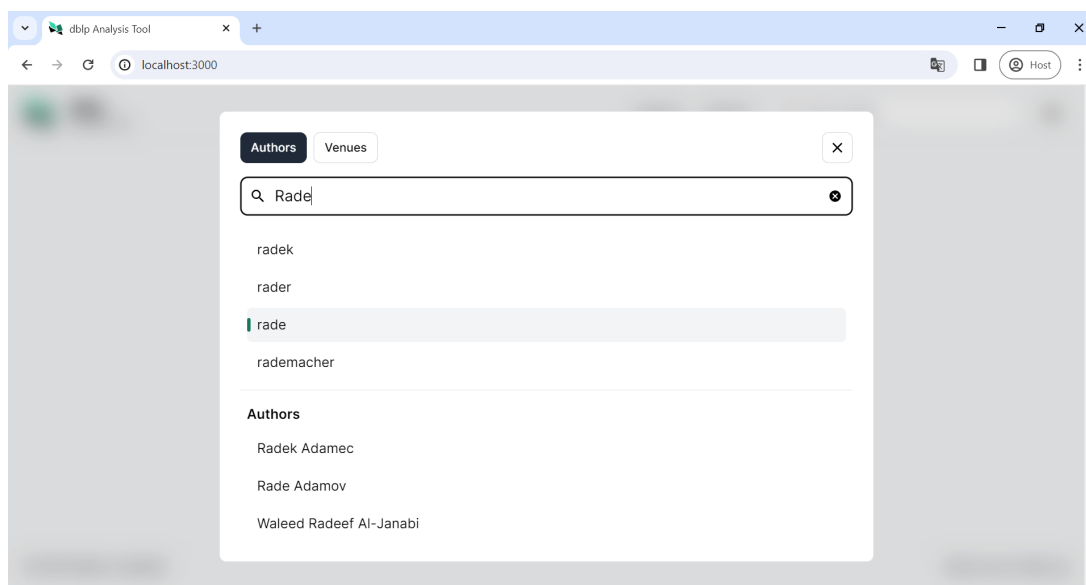 dblp Analysis Tool
localhost:3000
Host
Authors Venues
Rade
radek
rader
rade
rademacher
Authors
Radek Adamec
Rade Adamov
Waleed Radeef Al-Janabi